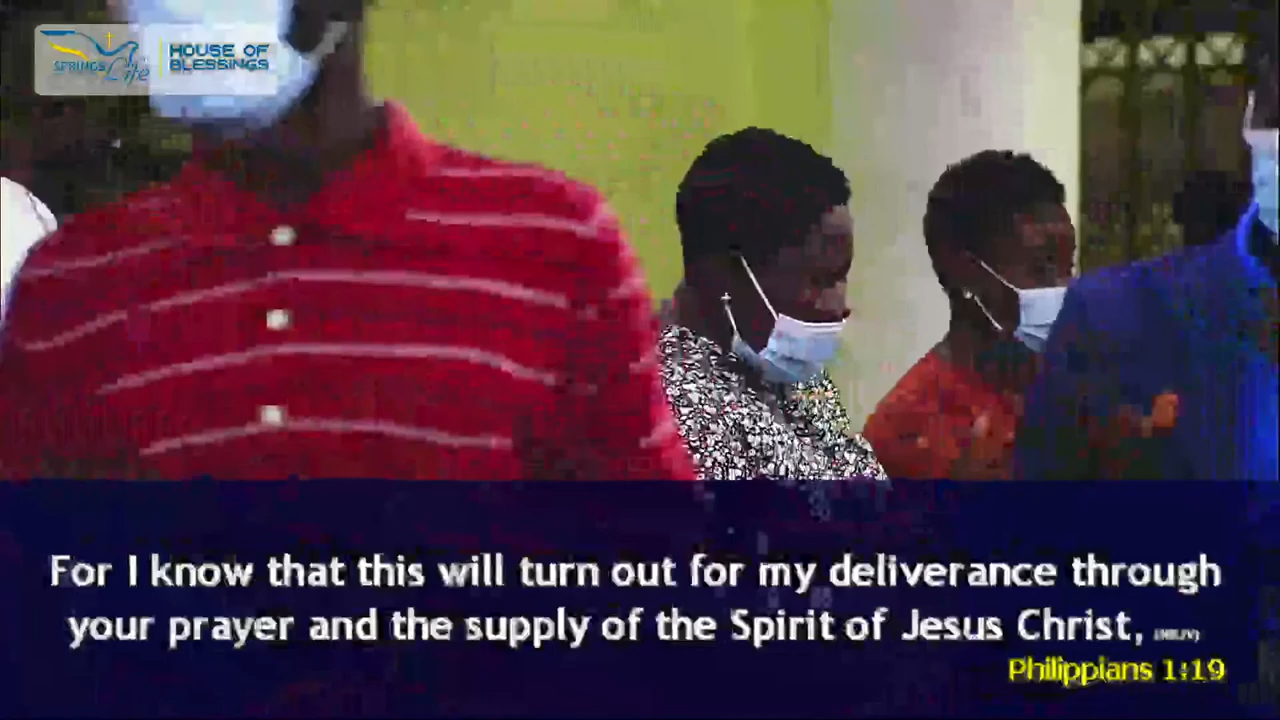 SPRINGS
Life
HOUSE OF
BLESSINGS
For I know that this will turn out for my deliverance through
your prayer and the supply of the Spirit of Jesus Christ,
Philippians 1:19